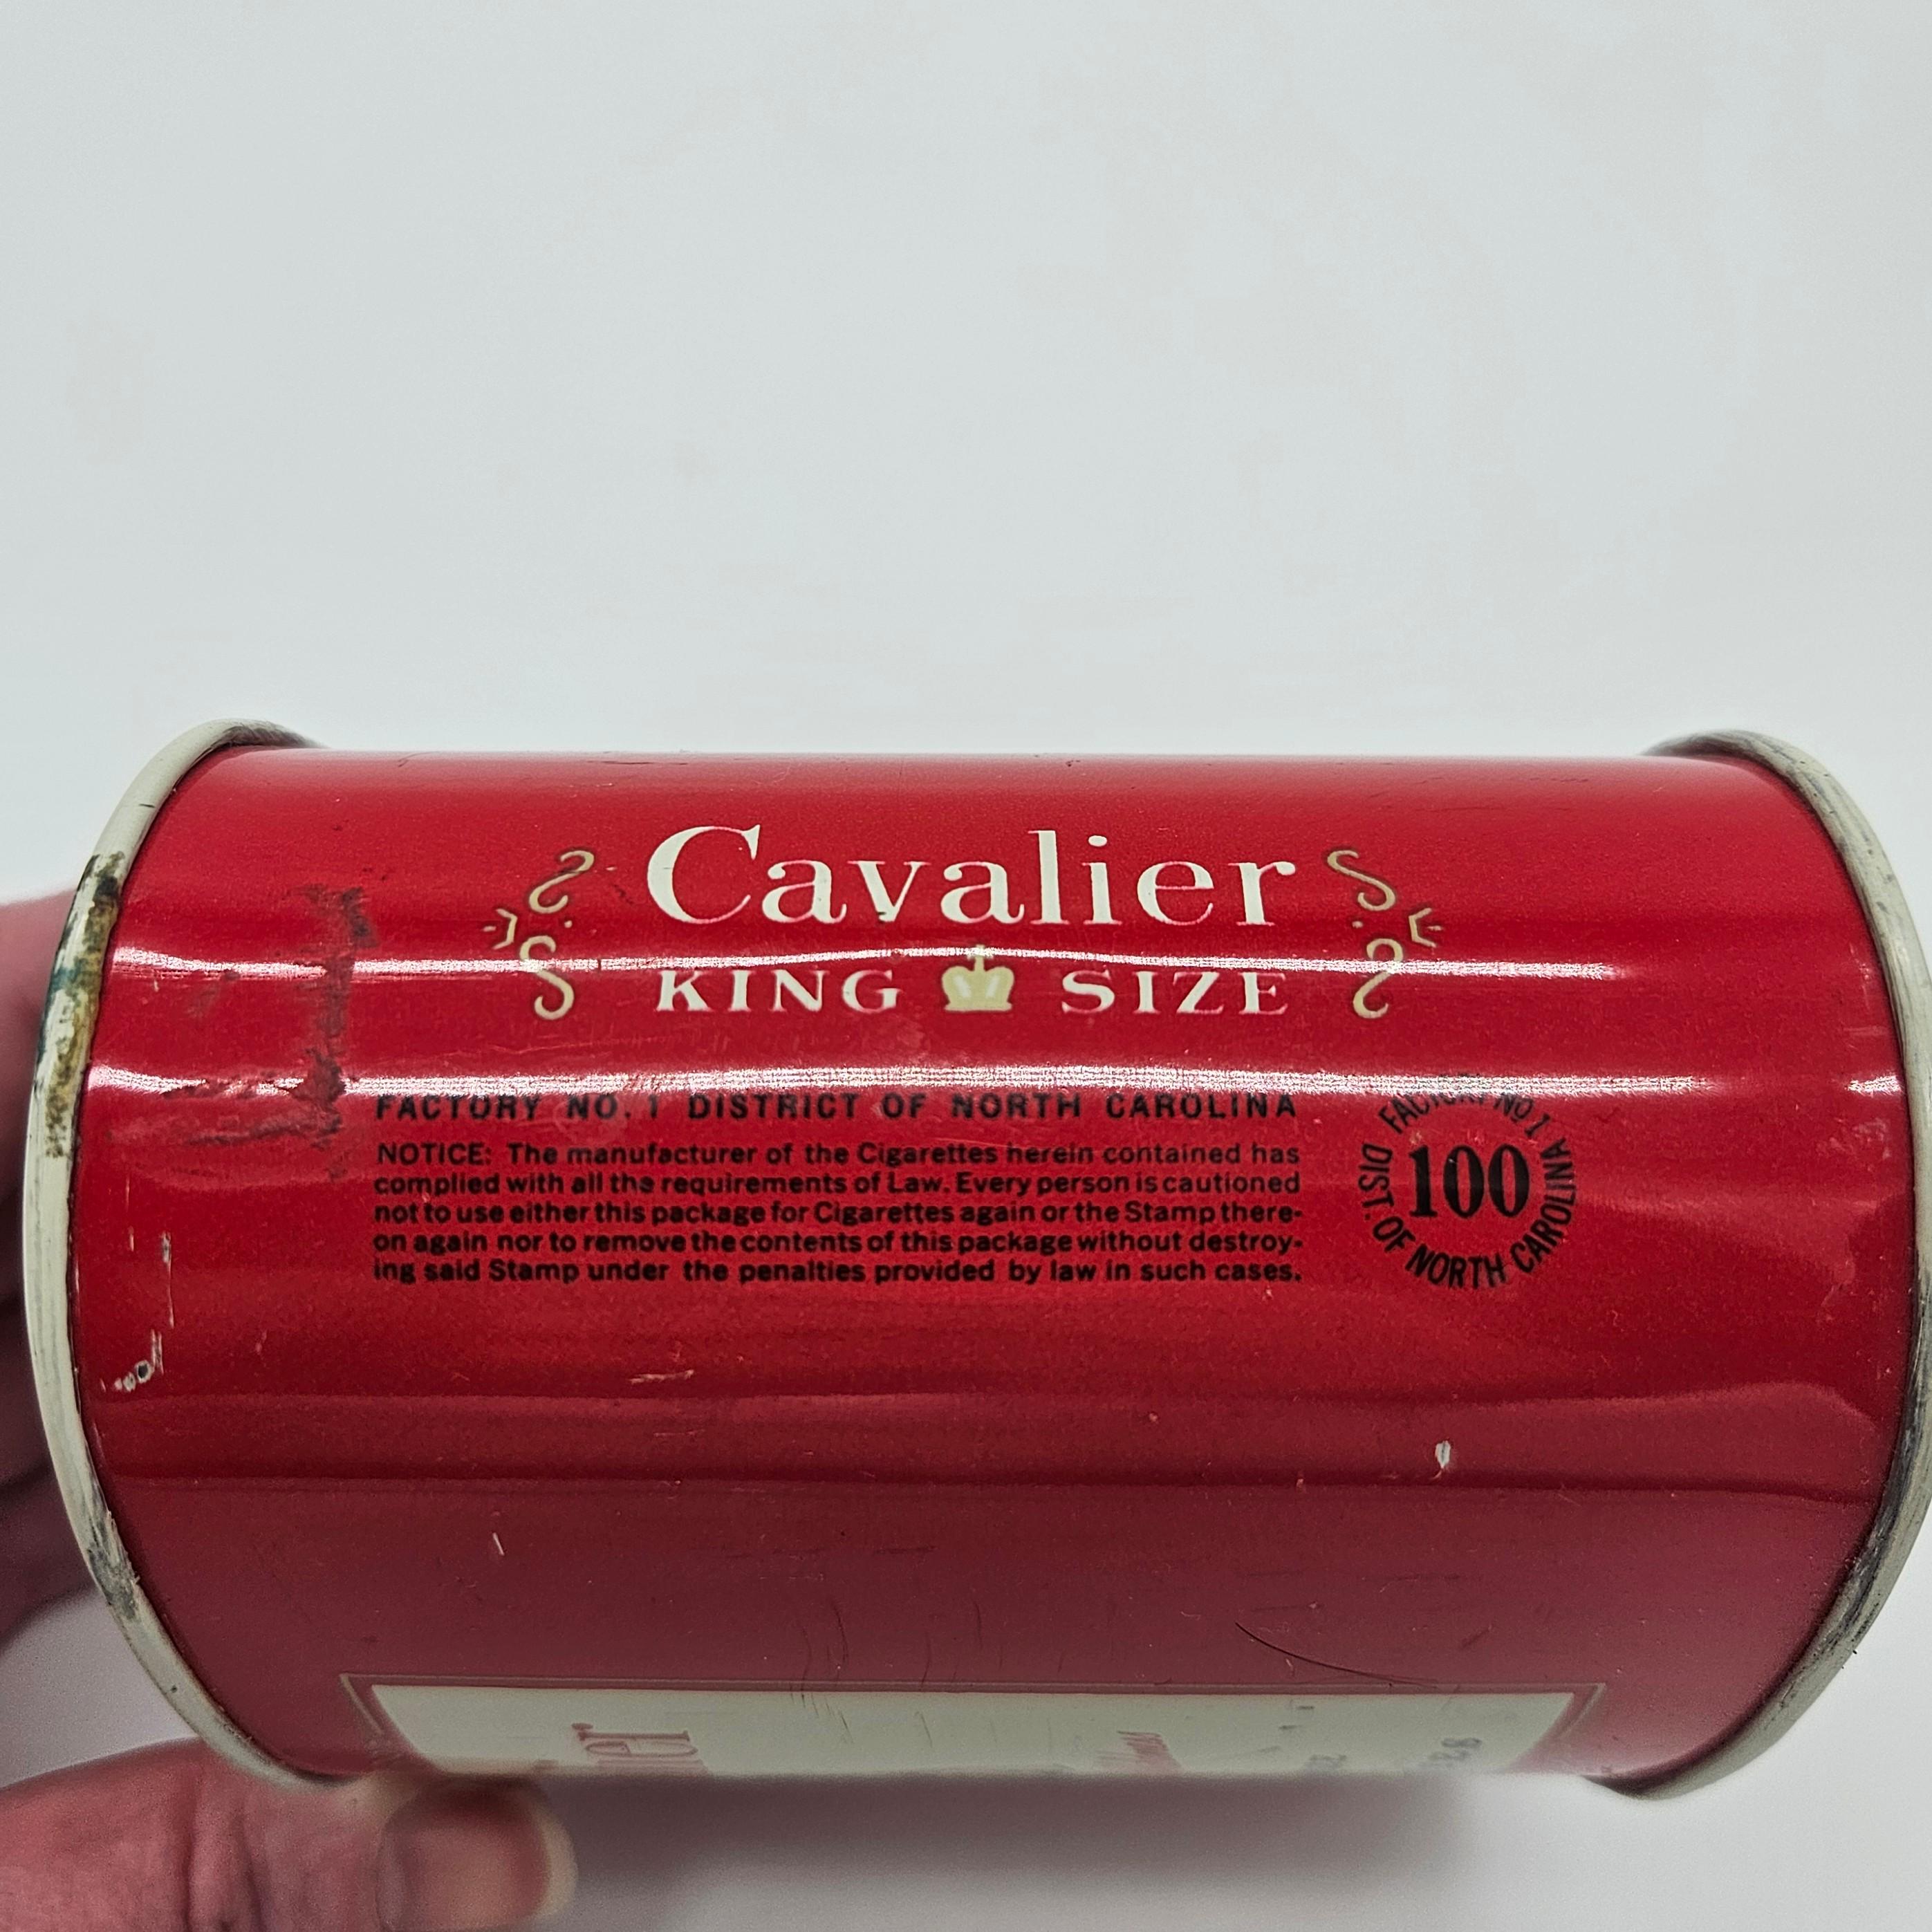 Cavalier
KING SIZE
FACTORY NO. 1 DISTRICT OF NORTH CAROLINA
NOTICE: The manufacturer of the Cigarettes herein contained has
complied with all the requirements of Law. Every person is cautioned
not to use either this package for Cigarettes again or the Stamp there-
on again nor to remove the contents of this package without destroy-
ing said Stamp under the penalties provided by law in such cases.
FACTORY NO. 1
100
DIST. OF NORTH CAROLINA